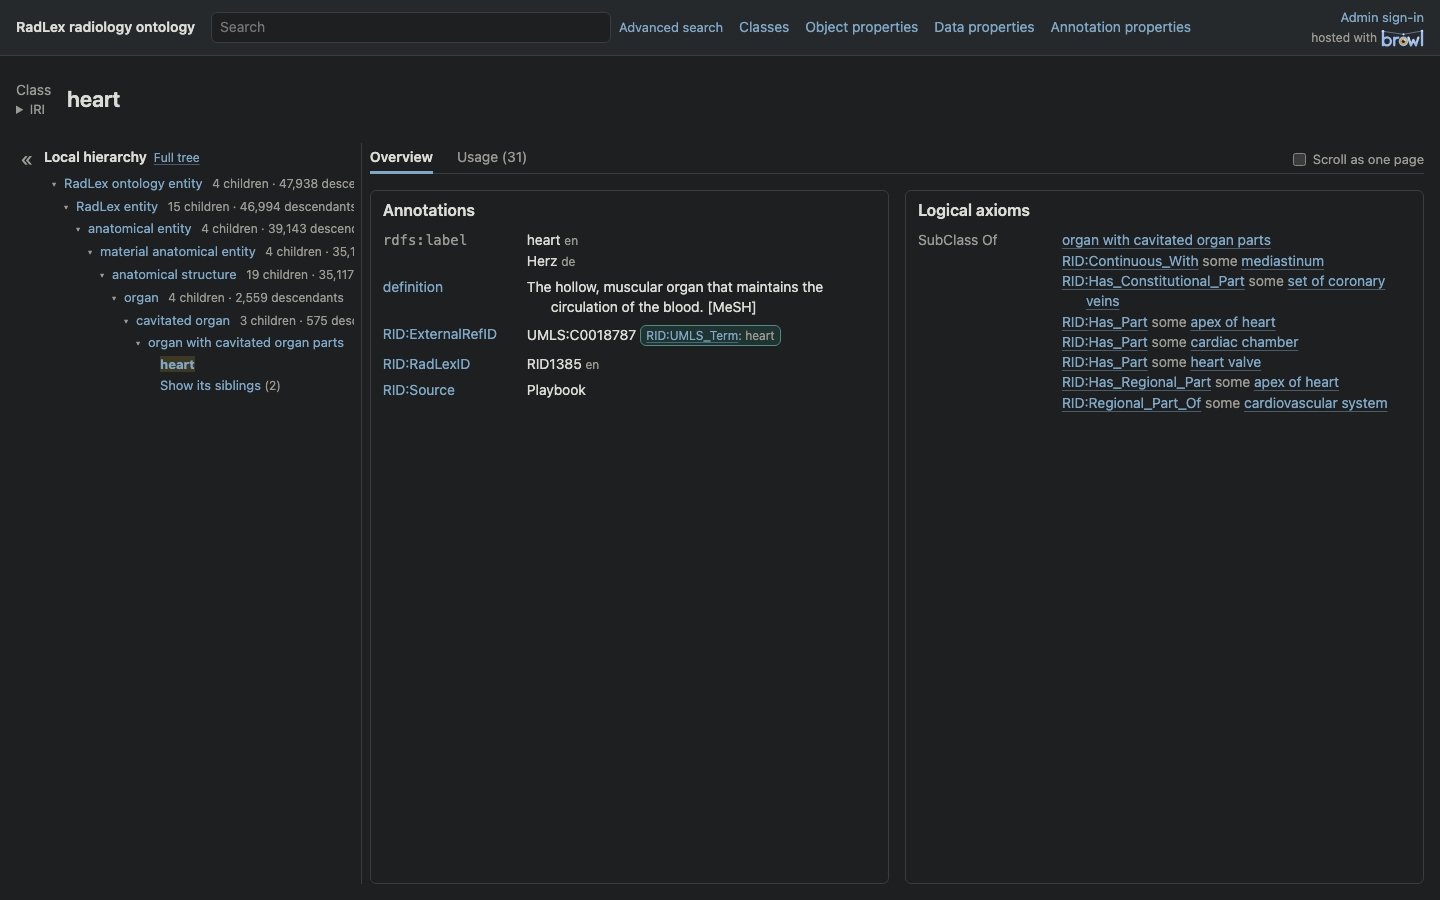 RadLex radiology ontology
Search
Advanced search
Classes
Object properties
Data properties
Annotation properties
Admin sign-in
hosted with browl
Class
IRI
heart
« Local hierarchy Full tree
RadLex ontology entity 4 children · 47,938 desce
RadLex entity 15 children · 46,994 descendants
anatomical entity 4 children · 39,143 descend
material anatomical entity 4 children · 35,1
anatomical structure 19 children · 35,117
organ 4 children · 2,559 descendants
cavitated organ 3 children · 575 desc
organ with cavitated organ parts
heart
Show its siblings (2)
Overview
Usage (31)
Scroll as one page
Annotations
rdfs:label heart en
Herz de
definition The hollow, muscular organ that maintains the
circulation of the blood. [MeSH]
RID:ExternalRefID UMLS:C0018787 RID:UMLS_Term: heart
RID:RadLexID RID1385 en
RID:Source Playbook
Logical axioms
SubClass Of organ with cavitated organ parts
RID:Continuous_With some mediastinum
RID:Has_Constitutional_Part some set of coronary
veins
RID:Has_Part some apex of heart
RID:Has_Part some cardiac chamber
RID:Has_Part some heart valve
RID:Has_Regional_Part some apex of heart
RID:Regional_Part_Of some cardiovascular system